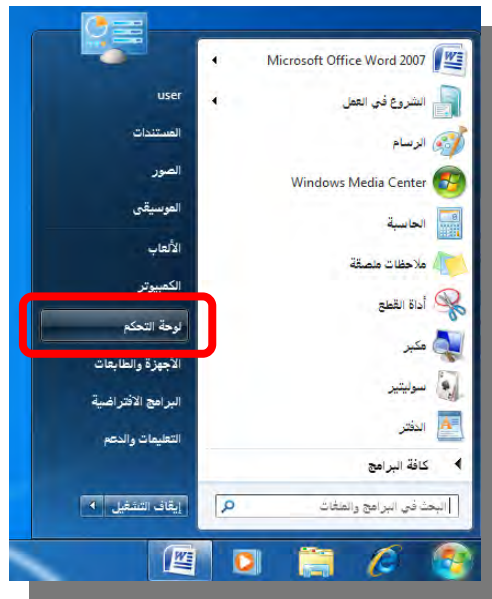 Microsoft Office Word 2007
الشروع في العمل
الرسام
Windows Media Center
الحاسبة
ملاحظات ملصقة
أداة القطع
مكبر
سوليتير
الدفتر
كافة البرامج
البحث في البرامج والملفات
user
المستندات
الصور
الموسيقى
الألعاب
الكمبيوتر
لوحة التحكم
الأجهزة والطابعات
البرامج الافتراضية
التعليمات والدعم
إيقاف التشغيل